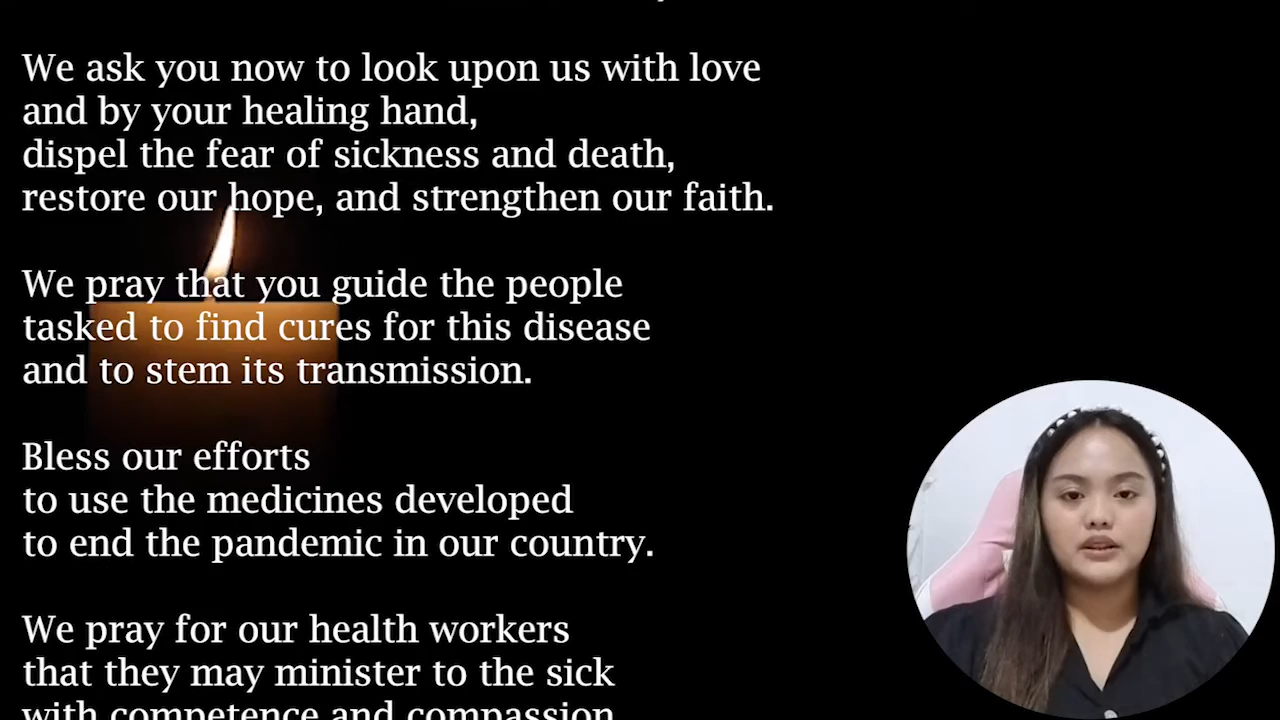 We ask you now to look upon us with love
and by your healing hand,
dispel the fear of sickness and death,
restore our hope, and strengthen our faith.
We pray that you guide the people
tasked to find cures for this disease
and to stem its transmission.
Bless our efforts
to use the medicines developed
to end the pandemic in our country.
We pray for our health workers
that they may minister to the sick
with competence and compassion